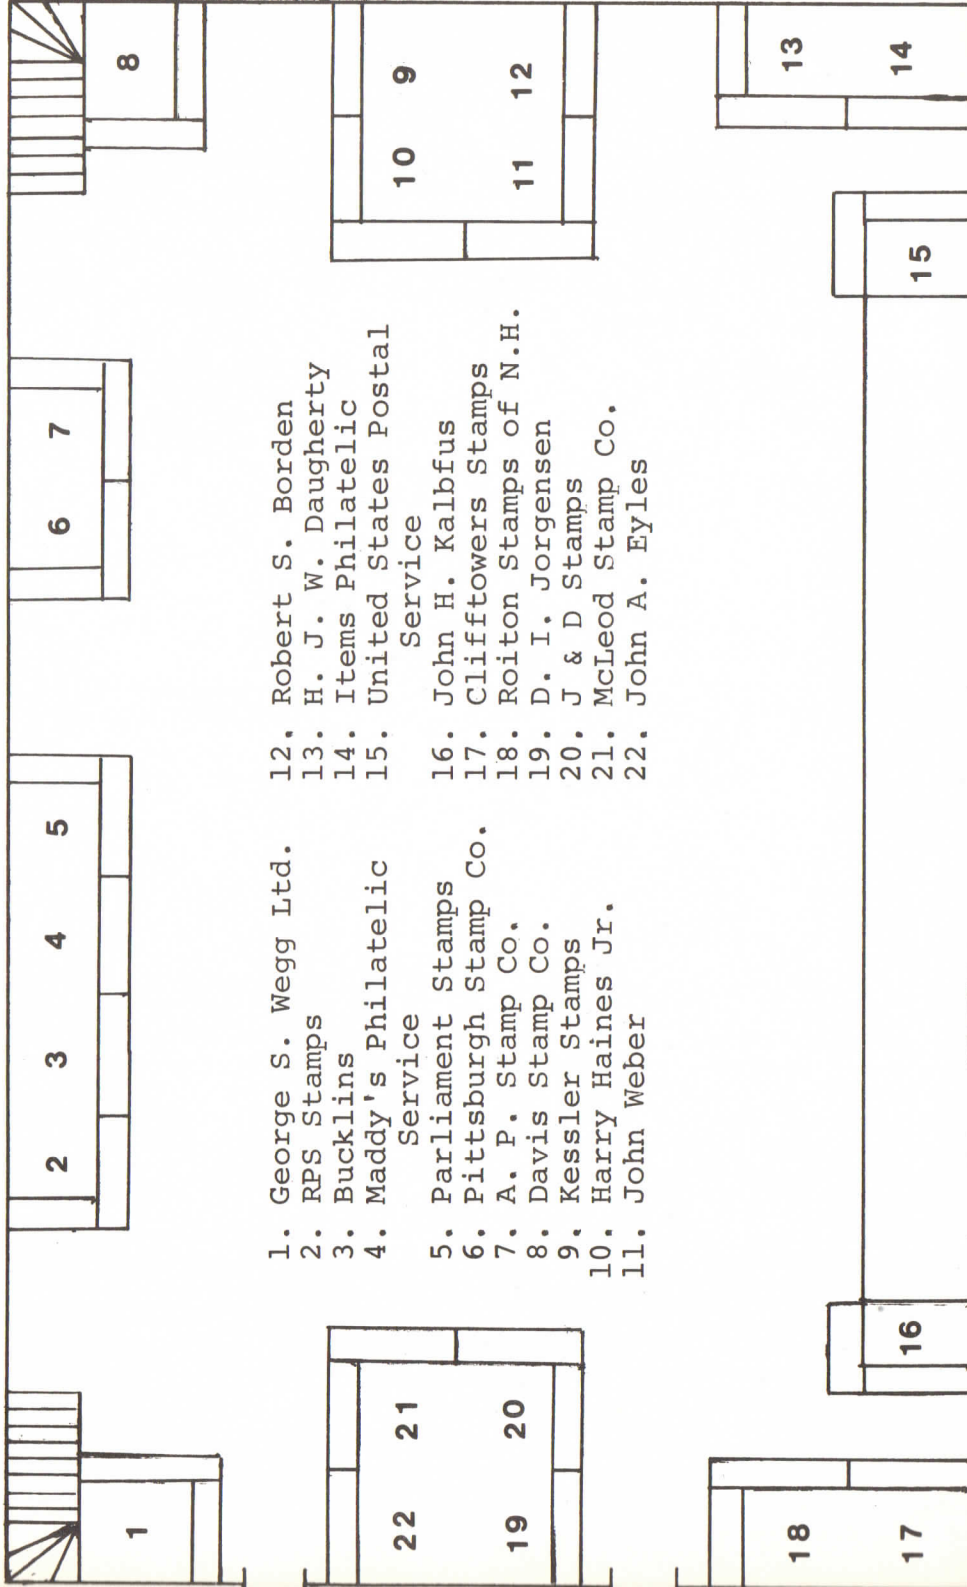 8
7
6
5
4
3
2
1
9
10
12
11
13
14
15
1. George S. Wegg Ltd.
2. RPS Stamps
3. Bucklins
4. Maddy's Philatelic
Service
5. Parliament Stamps
6. Pittsburgh Stamp Co.
7. A. P. Stamp Co.
8. Davis Stamp Co.
9. Kessler Stamps
10. Harry Haines Jr.
11. John Weber
12. Robert S. Borden
13. H. J. W. Daugherty
14. Items Philatelic
15. United States Postal
Service
16. John H. Kalbfus
17. Clifftowers Stamps
18. Roiton Stamps of N.H.
19. D. I. Jorgensen
20. J & D Stamps
21. McLeod Stamp Co.
22. John A. Eyles
22
21
19
20
18
17
16